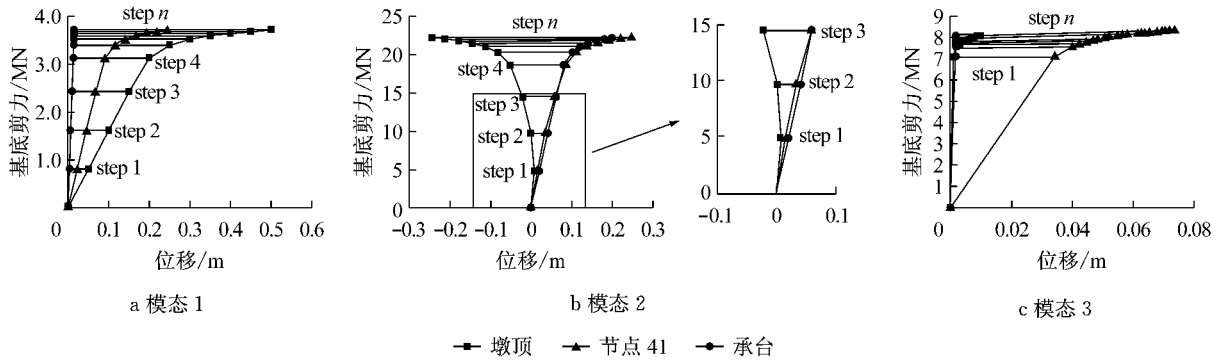 4.0
3.0
2.0
1.0
基底剪力/MN
step n
step 4
step 3
step 2
step 1
0 0.1 0.2 0.3 0.4 0.5 0.6
位移/m
a 模态 1
25
20
15
10
5
0
基底剪力/MN
step n
step 4
step 3
step 2
step 1
-0.3 -0.2 -0.1 0 0.1 0.2 0.3
位移/m
b 模态 2
15
10
5
0
step 3
step 2
step 1
-0.1 0 0.1
9
8
7
6
5
4
3
2
1
基底剪力/MN
step n
step 1
0 0.02 0.04 0.06 0.08
位移/m
c 模态 3
墩顶 节点 41 承台